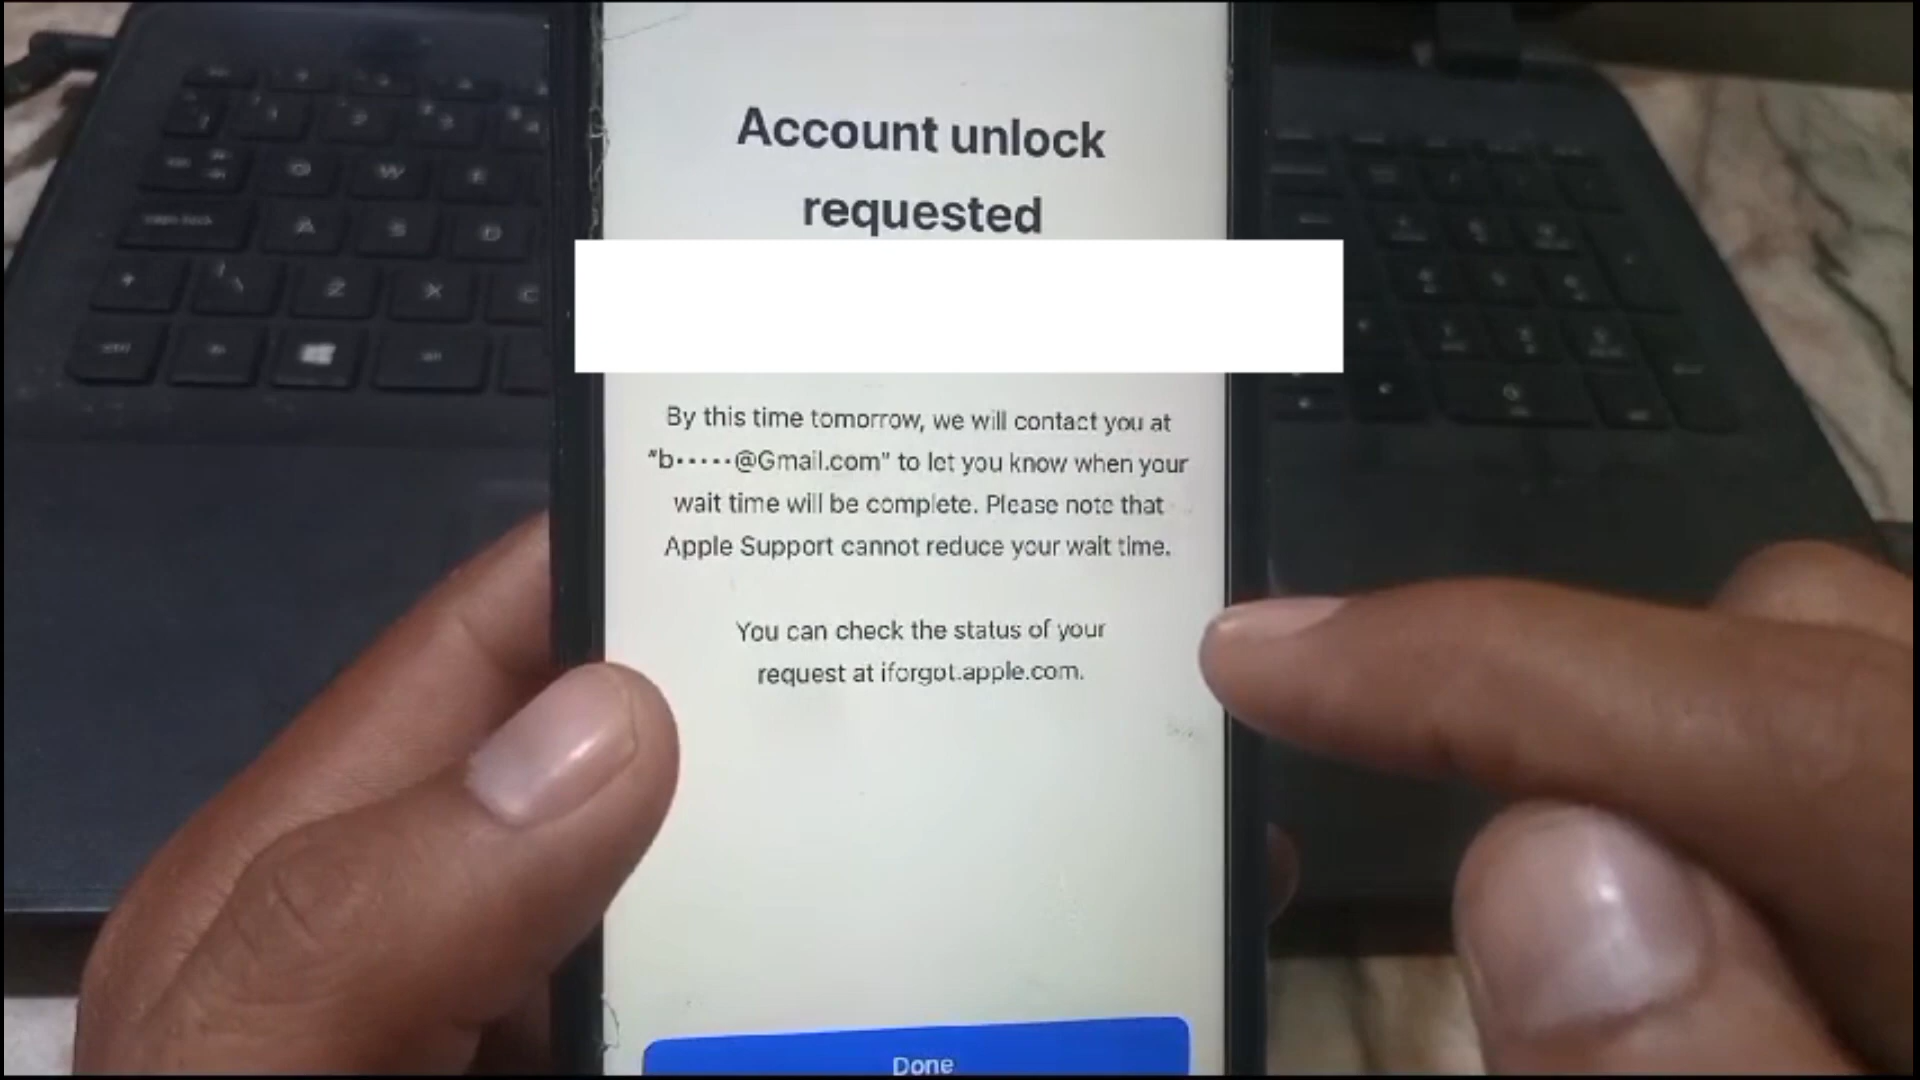 Account unlock
requested
By this time tomorrow, we will contact you at
"b•••••@Gmail.com" to let you know when your
wait time will be complete. Please note that
Apple Support cannot reduce your wait time.
You can check the status of your
request at iforgot.apple.com.
Done
caps lock
Q W E
A S D
Z X C